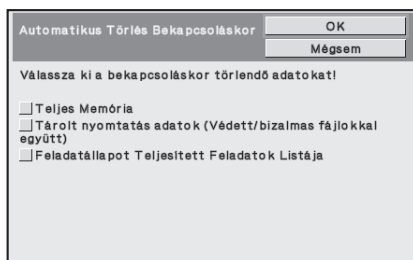 Automatikus Törlés Bekapcsoláskor
OK
Mégsem
Válassza ki a bekapcsoláskor törlendő adatokat!
Teljes Memória
Tárolt nyomtatás adatok (Védett/bizalmas fájlokkal
együtt)
Feladatállapot Teljesített Feladatok Listája